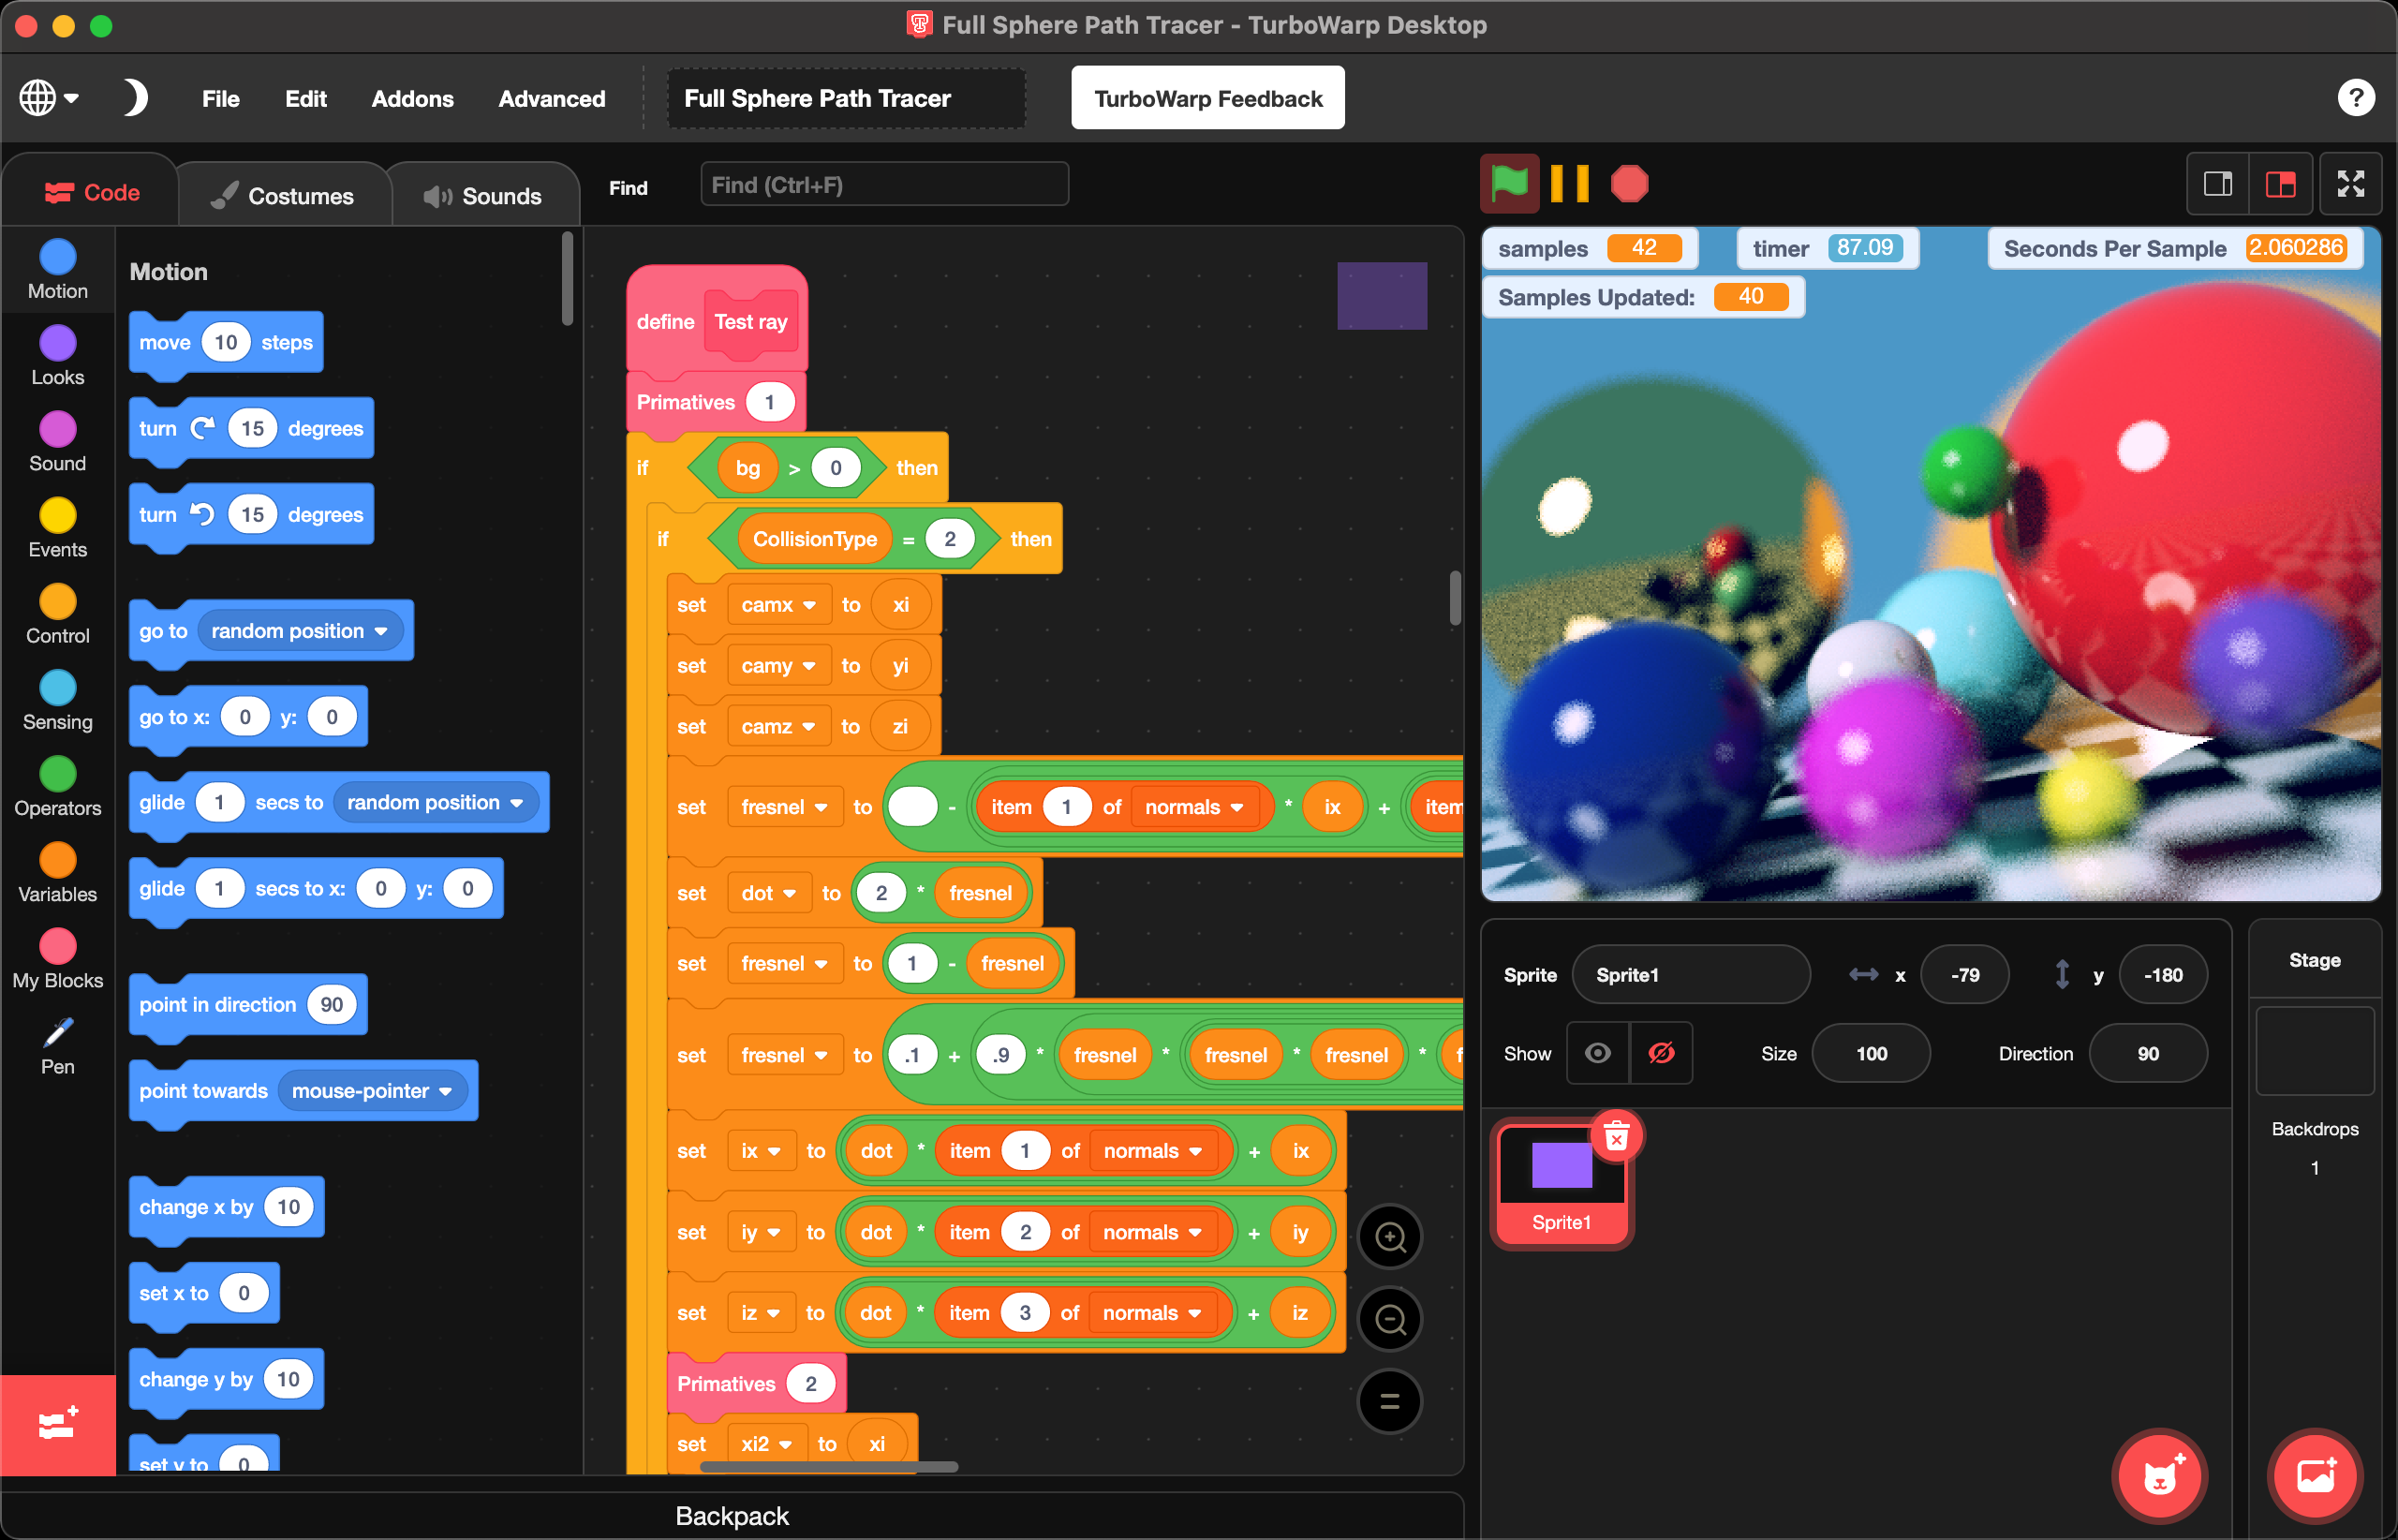 Full Sphere Path Tracer - TurboWarp Desktop
File Edit Addons Advanced Full Sphere Path Tracer TurboWarp Feedback ?
Code Costumes Sounds Find Find (Ctrl+F)
Motion
Looks
Sound
Events
Control
Sensing
Operators
Variables
My Blocks
Pen
Motion
move 10 steps
turn 15 degrees
turn 15 degrees
go to random position
go to x: 0 y: 0
glide 1 secs to random position
glide 1 secs to x: 0 y: 0
point in direction 90
point towards mouse-pointer
change x by 10
set x to 0
change y by 10
set y to 0
define Test ray
Primatives 1
if bg > 0 then
if CollisionType = 2 then
set camx to xi
set camy to yi
set camz to zi
set fresnel to - item 1 of normals * ix + item
set dot to 2 * fresnel
set fresnel to 1 - fresnel
set fresnel to .1 + .9 * fresnel * fresnel * fresnel * f
set ix to dot * item 1 of normals + ix
set iy to dot * item 2 of normals + iy
set iz to dot * item 3 of normals + iz
Primatives 2
set xi2 to xi
Backpack
samples 42 timer 87.09 Seconds Per Sample 2.060286
Samples Updated: 40
Sprite Sprite1 x -79 y -180
Show Size 100 Direction 90
Sprite1
Stage
Backdrops
1